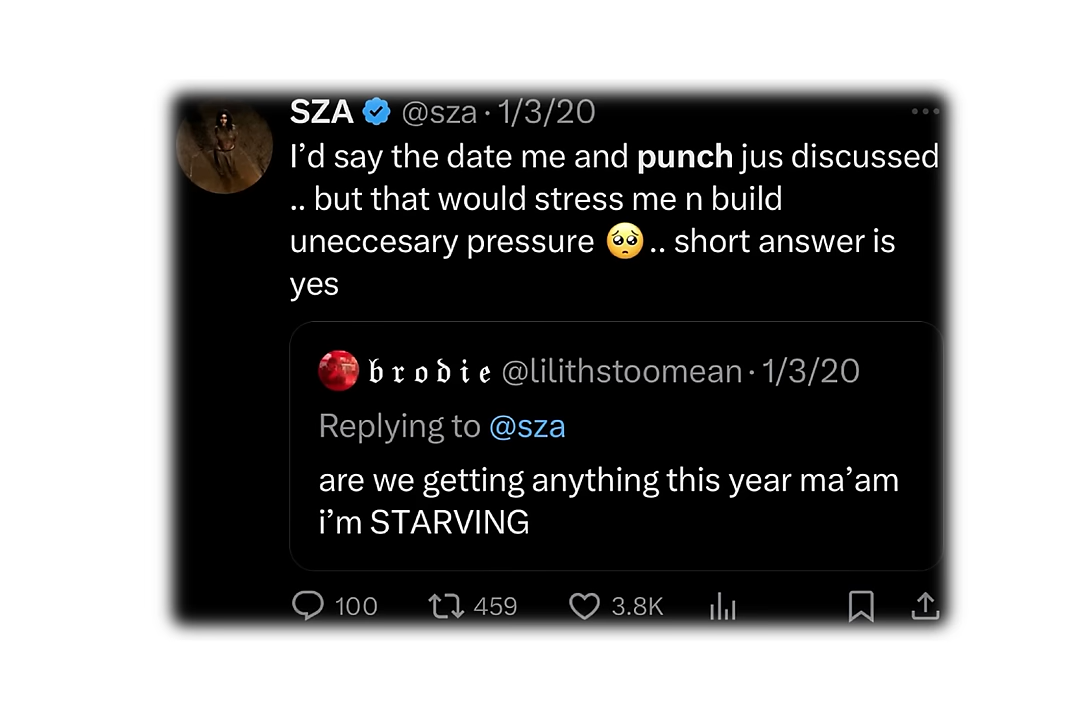 SZA @sza · 1/3/20
I’d say the date me and punch jus discussed
.. but that would stress me n build
uneccesary pressure 🥺.. short answer is
yes
𝖇𝖗𝖔𝖉𝖎𝖊 @lilithstoomean · 1/3/20
Replying to @sza
are we getting anything this year ma’am
i’m STARVING
100 459 3.8K